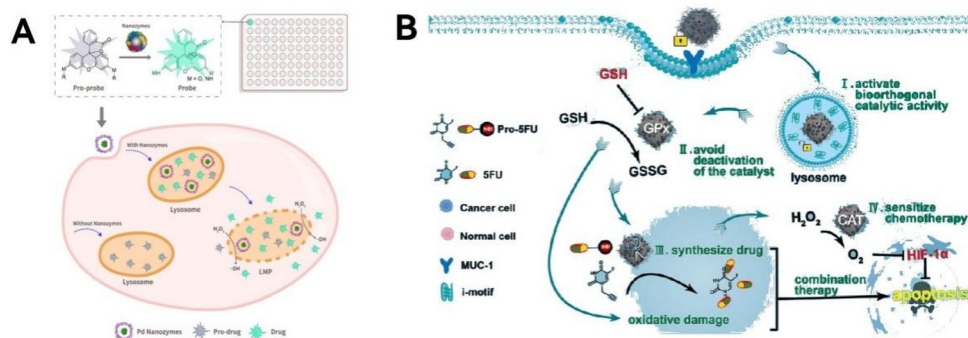 A
Nanozymes
Pro-probe
Probe
M = O, NH
With Nanozymes
Lysosome
Without Nanozymes
Lysosome
H₂O₂
·OH
H₂O₂
·OH
LMP
Pd Nanozymes
Pro-drug
Drug
B
GSH
GSH
GPx
GSSG
I. activate
bioorthogonal
catalytic activity
II. avoid
deactivation
of the catalyst
lysosome
Pro-5FU
5FU
Cancer cell
Normal cell
MUC-1
i-motif
III. synthesize drug
oxidative damage
IV. sensitize
chemotherapy
H₂O₂
CAT
O₂
HIF-1α
combination
therapy
apoptosis